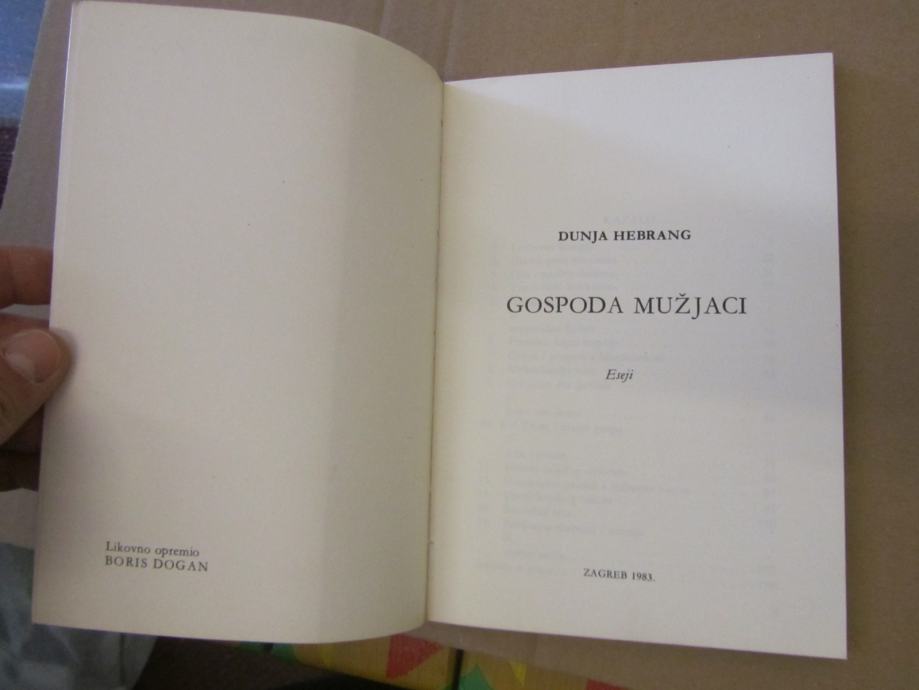 Likovno opremio
BORIS DOGAN
DUNJA HEBRANG
GOSPODA MUŽJACI
Eseji
ZAGREB 1983.